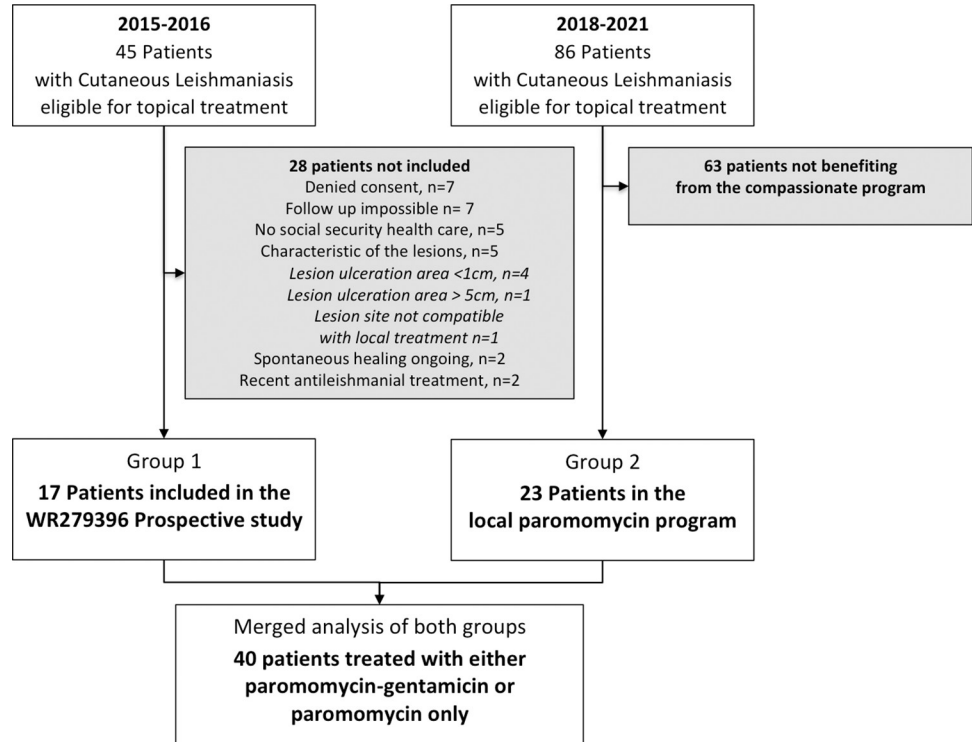 2015-2016
45 Patients
with Cutaneous Leishmaniasis
eligible for topical treatment
2018-2021
86 Patients
with Cutaneous Leishmaniasis
eligible for topical treatment
28 patients not included
Denied consent, n=7
Follow up impossible n= 7
No social security health care, n=5
Characteristic of the lesions, n=5
Lesion ulceration area <1cm, n=4
Lesion ulceration area > 5cm, n=1
Lesion site not compatible
with local treatment n=1
Spontaneous healing ongoing, n=2
Recent antileishmanial treatment, n=2
63 patients not benefiting
from the compassionate program
Group 1
17 Patients included in the
WR279396 Prospective study
Group 2
23 Patients in the
local paromomycin program
Merged analysis of both groups
40 patients treated with either
paromomycin-gentamicin or
paromomycin only